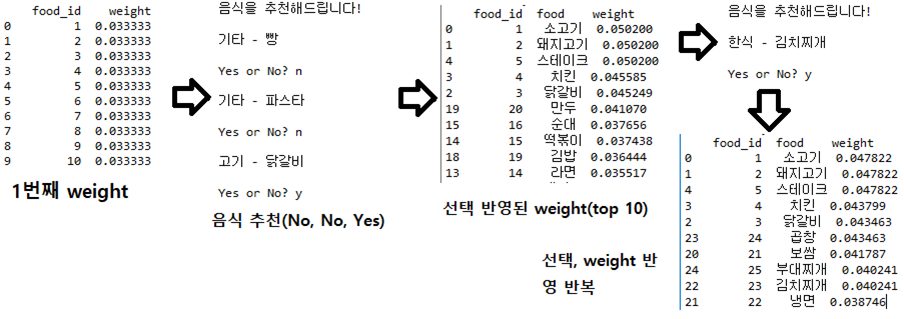 food_id weight
0 1 0.033333
1 2 0.033333
2 3 0.033333
3 4 0.033333
4 5 0.033333
5 6 0.033333
6 7 0.033333
7 8 0.033333
8 9 0.033333
9 10 0.033333
1번째 weight
음식을 추천해드립니다!
기타 - 빵
Yes or No? n
기타 - 파스타
Yes or No? n
고기 - 닭갈비
Yes or No? y
음식 추천(No, No, Yes)
food_id food weight
0 1 소고기 0.050200
1 2 돼지고기 0.050200
4 5 스테이크 0.050200
3 4 치킨 0.045585
2 3 닭갈비 0.045249
19 20 만두 0.041070
15 16 순대 0.037656
14 15 떡볶이 0.037438
18 19 김밥 0.036444
13 14 라면 0.035517
선택 반영된 weight(top 10)
음식을 추천해드립니다!
한식 - 김치찌개
Yes or No? y
food_id food weight
0 1 소고기 0.047822
1 2 돼지고기 0.047822
4 5 스테이크 0.047822
3 4 치킨 0.043799
2 3 닭갈비 0.043463
23 24 곱창 0.043463
20 21 보쌈 0.041787
24 25 부대찌개 0.040241
22 23 김치찌개 0.040241
21 22 냉면 0.038746
선택, weight 반
영 반복